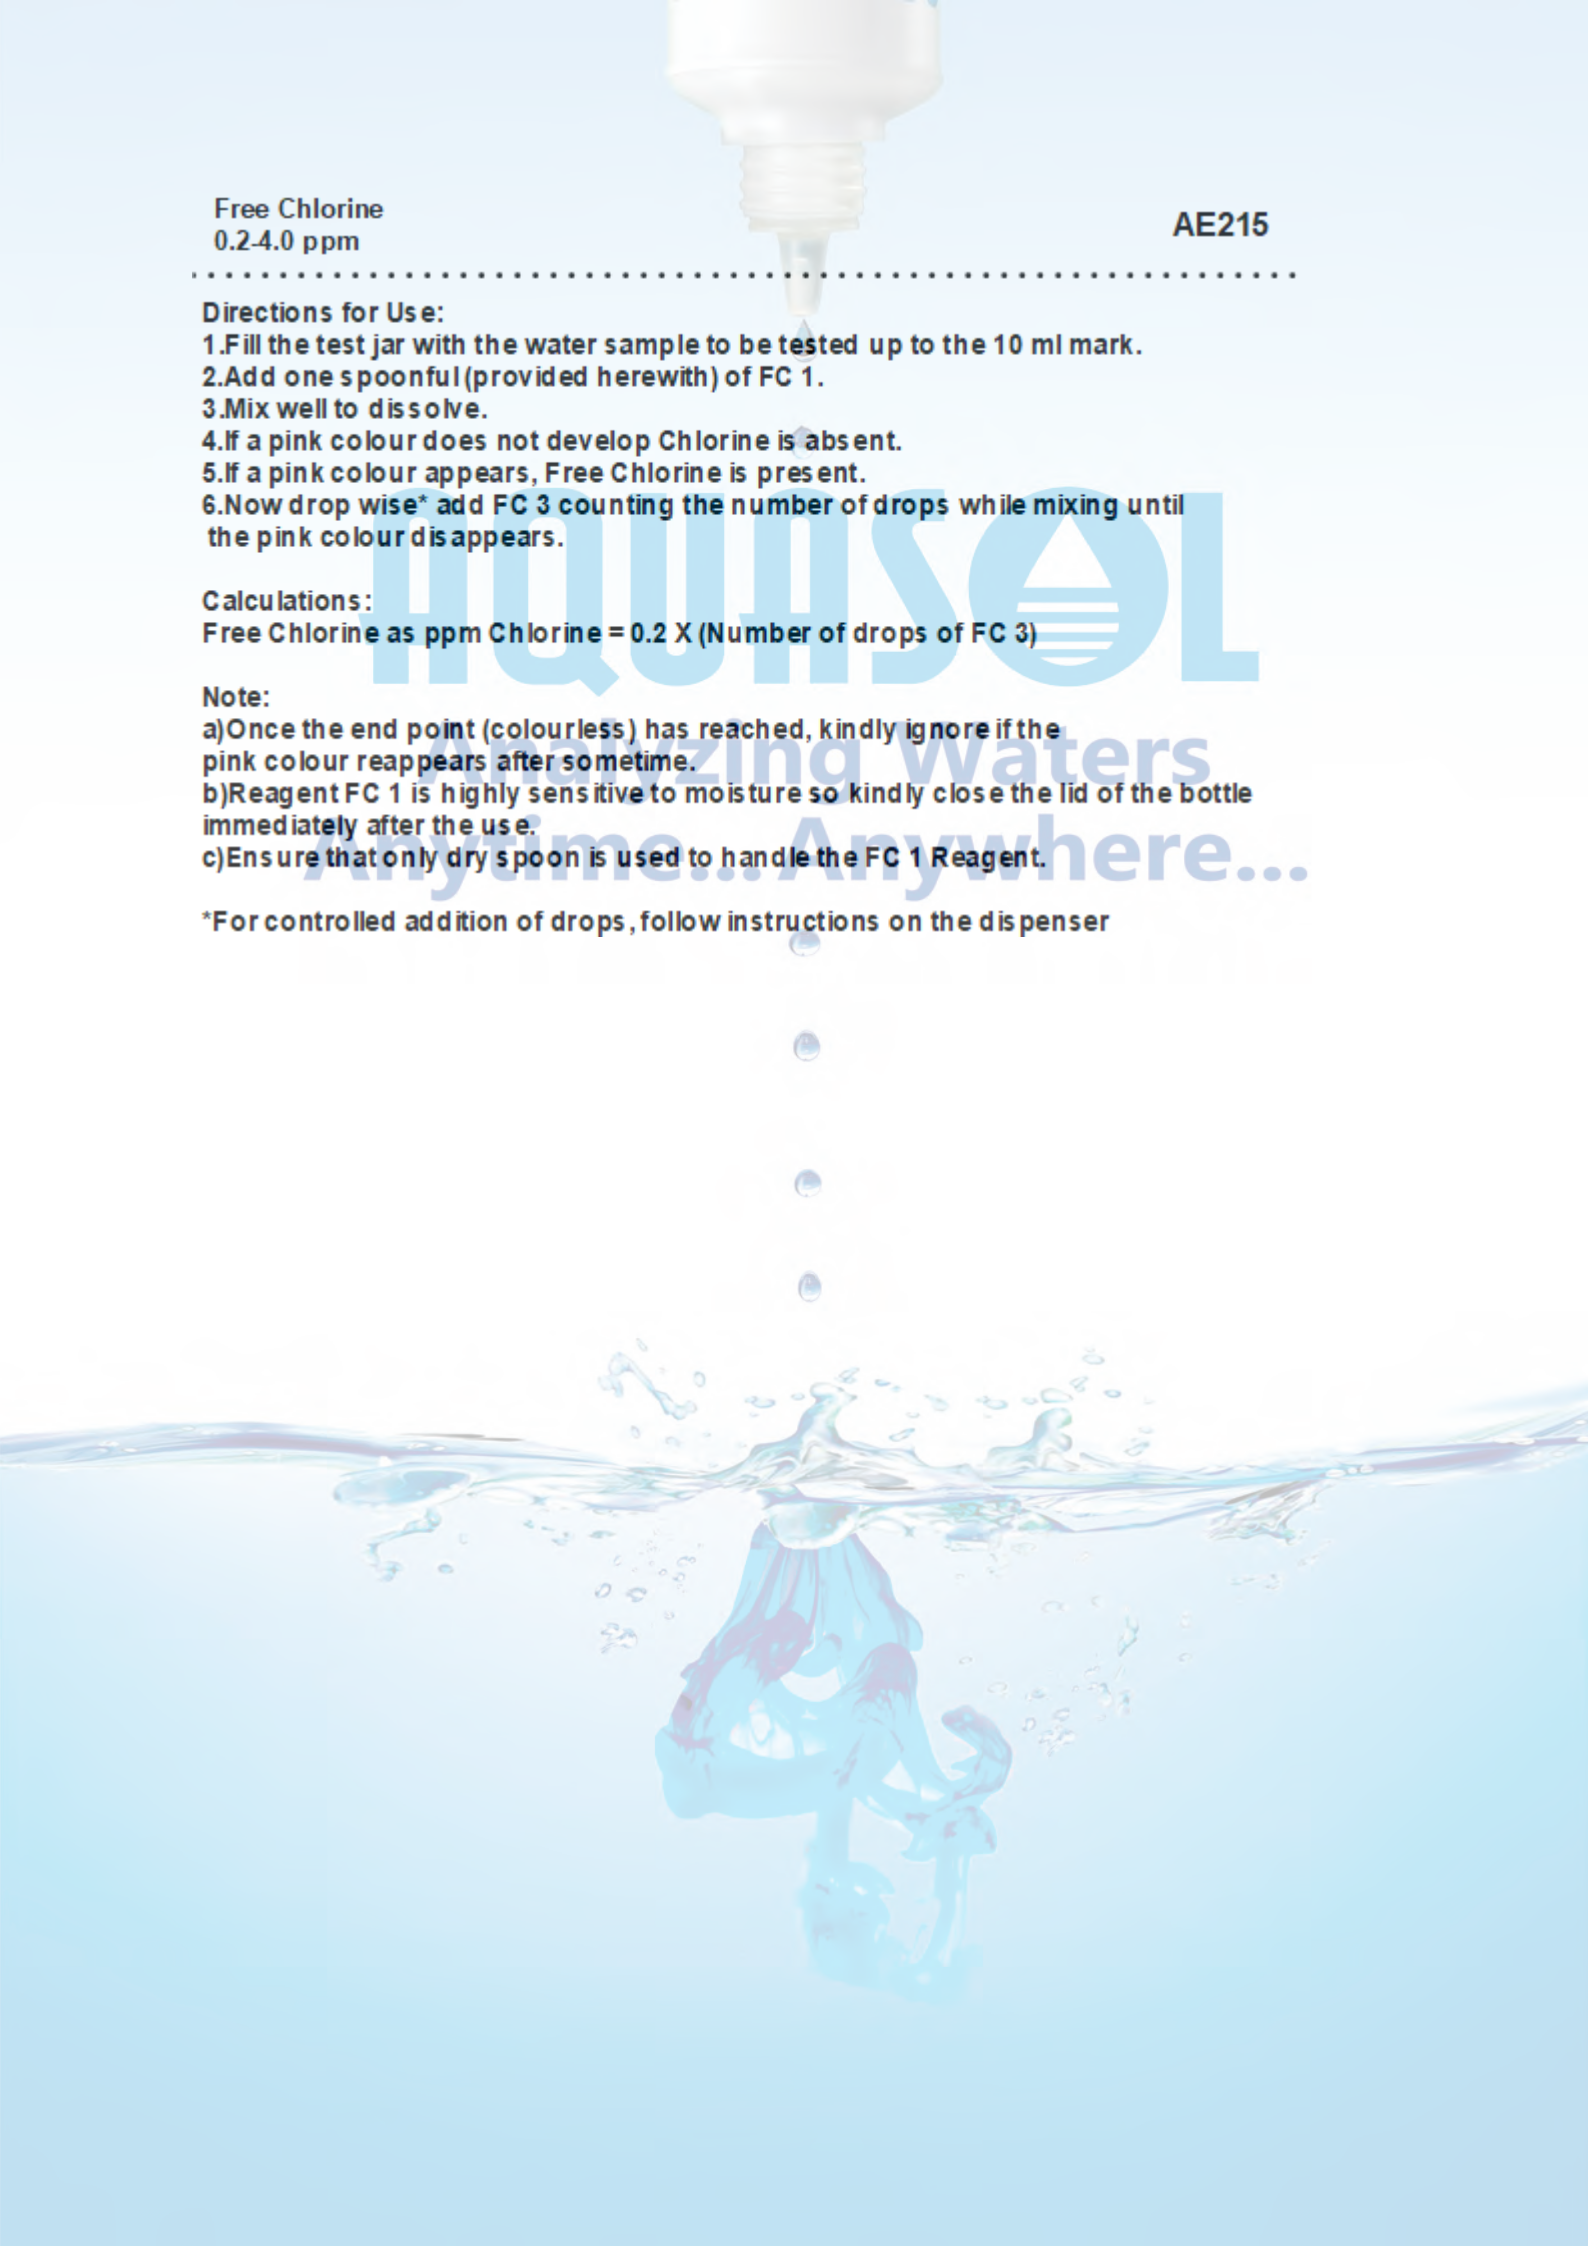 Free Chlorine
0.2-4.0 ppm
AE215
Directions for Use:
1.Fill the test jar with the water sample to be tested up to the 10 ml mark.
2.Add one spoonful (provided herewith) of FC 1.
3.Mix well to dissolve.
4.If a pink colour does not develop Chlorine is absent.
5.If a pink colour appears, Free Chlorine is present.
6.Now drop wise* add FC 3 counting the number of drops while mixing until
the pink colour disappears.
Calculations:
Free Chlorine as ppm Chlorine = 0.2 X (Number of drops of FC 3)
Note:
a)Once the end point (colourless) has reached, kindly ignore if the
pink colour reappears after sometime.
b)Reagent FC 1 is highly sensitive to moisture so kindly close the lid of the bottle
immediately after the use.
c)Ensure that only dry spoon is used to handle the FC 1 Reagent.
*For controlled addition of drops, follow instructions on the dispenser
AQUASOL
Analyzing Waters
Anytime... Anywhere...